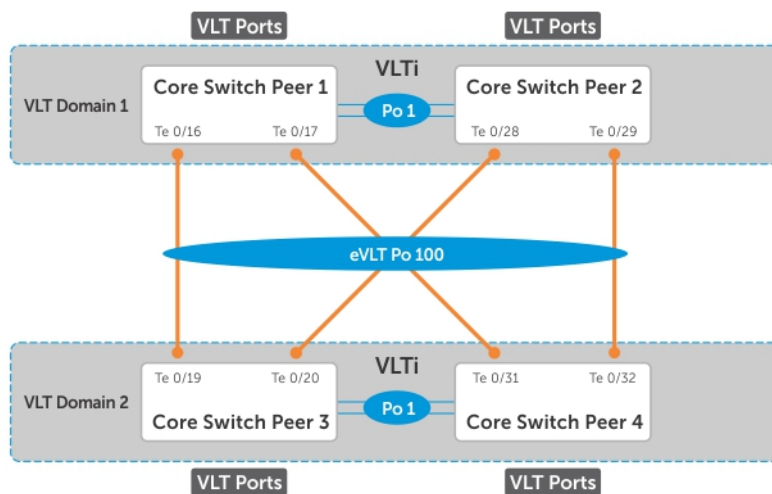 VLT Ports
VLT Ports
VLTi
VLT Domain 1
Core Switch Peer 1
Po 1
Core Switch Peer 2
Te 0/16
Te 0/17
Te 0/28
Te 0/29
eVLT Po 100
VLTi
Te 0/19
Te 0/20
Te 0/31
Te 0/32
VLT Domain 2
Po 1
Core Switch Peer 3
Core Switch Peer 4
VLT Ports
VLT Ports